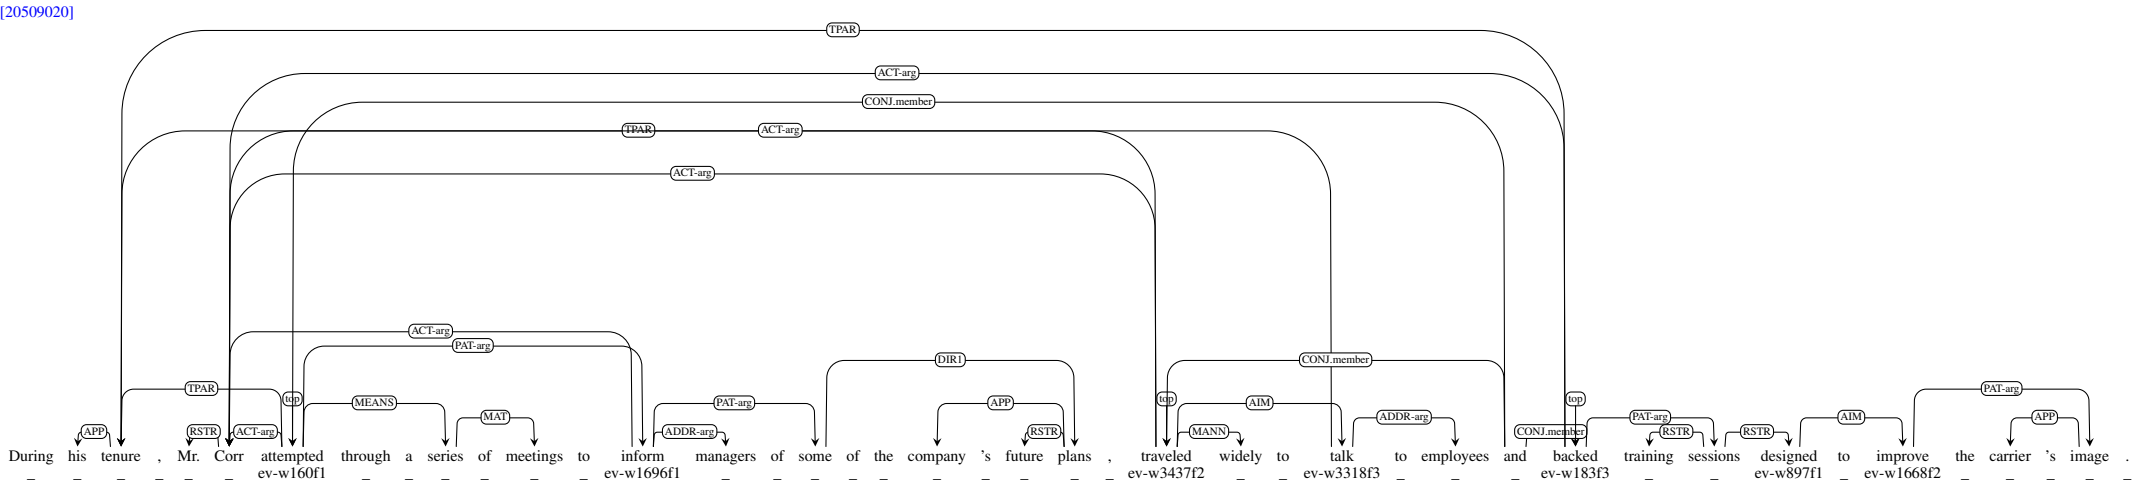 [20509020]
TPAR
ACT-arg
CONJ.member
TPAR ACT-arg
ACT-arg
ACT-arg
PAT-arg
DIR1 CONJ.member
TPAR PAT-arg
top top top
MEANS PAT-arg APP AIM
MAT ADDR-arg PAT-arg AIM APP
APP RSTR ACT-arg ADDR-arg RSTR MANN CONJ.member RSTR RSTR
During his tenure , Mr. Corr attempted through a series of meetings to inform managers of some of the company 's future plans , traveled widely to talk to employees and backed training sessions designed to improve the carrier 's image .
_ _ _ _ _ _ ev-w160f1 _ _ _ _ _ _ ev-w1696f1 _ _ _ _ _ _ _ _ _ _ ev-w3437f2 _ _ ev-w3318f3 _ _ _ ev-w183f3 _ _ ev-w897f1 _ ev-w1668f2 _ _ _ _ _